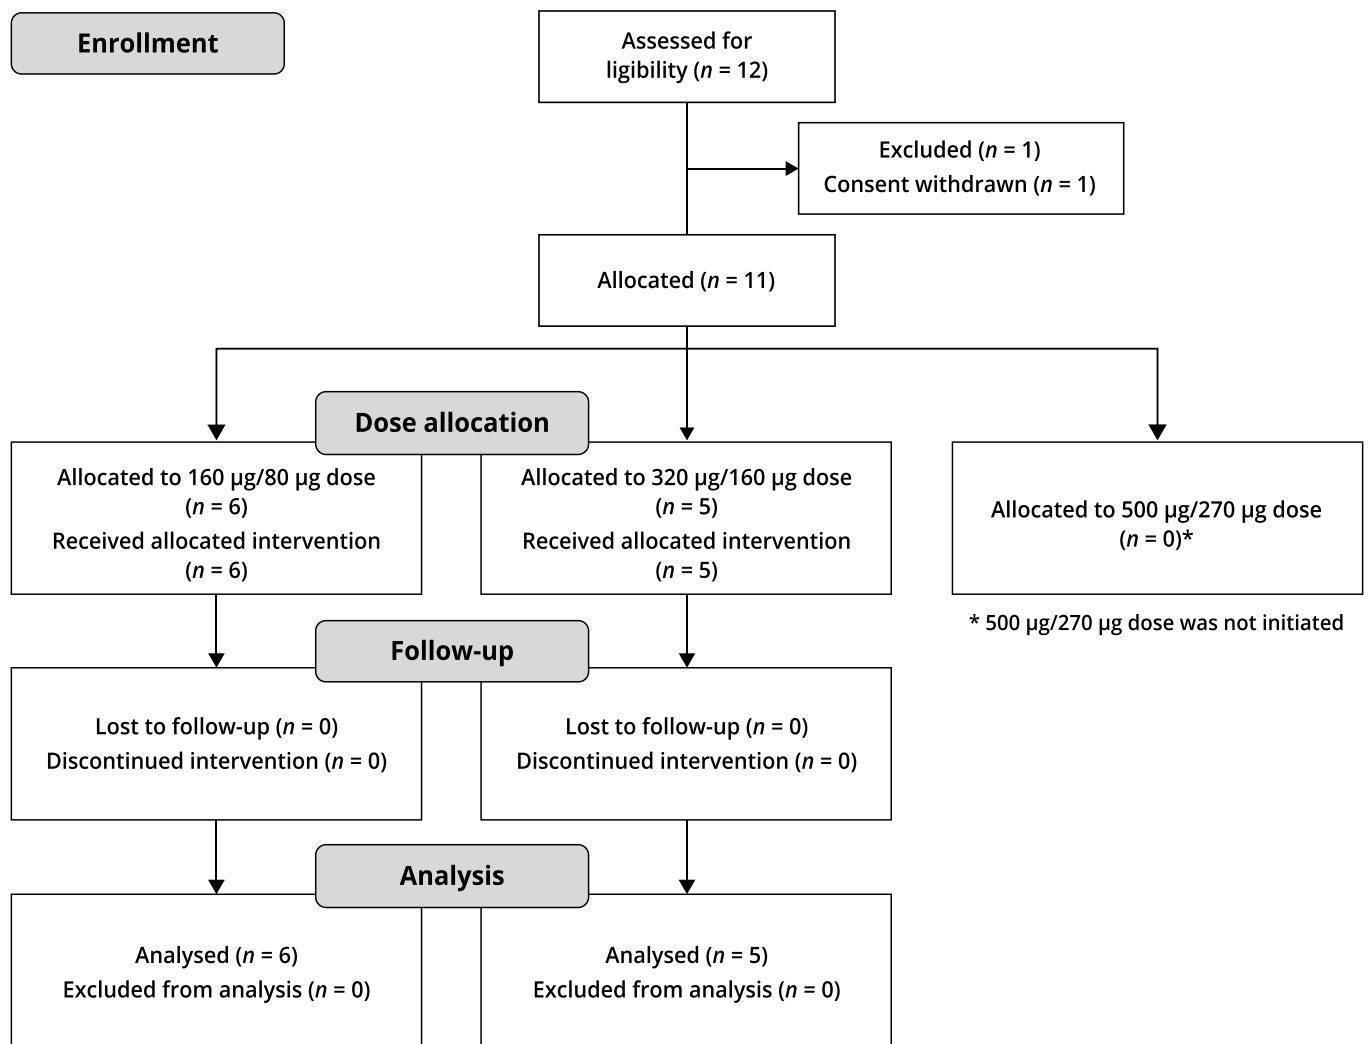 Enrollment
Assessed for
ligibility (n = 12)
Excluded (n = 1)
Consent withdrawn (n = 1)
Allocated (n = 11)
Dose allocation
Allocated to 160 µg/80 µg dose
(n = 6)
Received allocated intervention
(n = 6)
Allocated to 320 µg/160 µg dose
(n = 5)
Received allocated intervention
(n = 5)
Allocated to 500 µg/270 µg dose
(n = 0)*
* 500 µg/270 µg dose was not initiated
Follow-up
Lost to follow-up (n = 0)
Discontinued intervention (n = 0)
Lost to follow-up (n = 0)
Discontinued intervention (n = 0)
Analysis
Analysed (n = 6)
Excluded from analysis (n = 0)
Analysed (n = 5)
Excluded from analysis (n = 0)